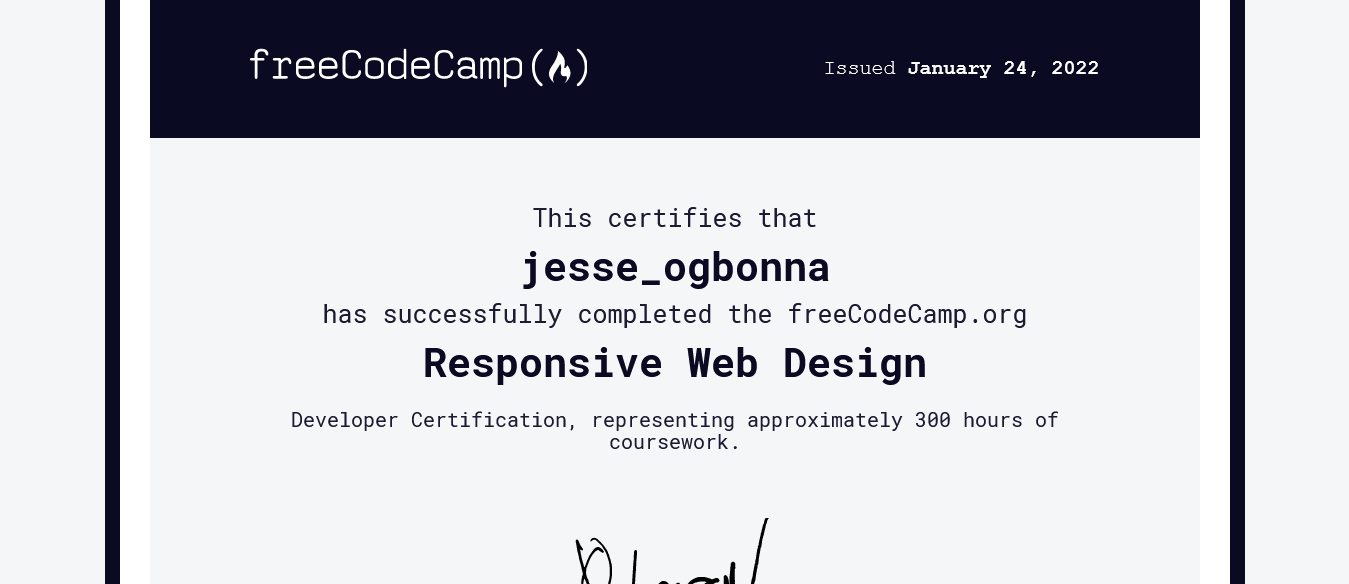 freeCodeCamp(🔥)
Issued January 24, 2022
This certifies that
jesse_ogbonna
has successfully completed the freeCodeCamp.org
Responsive Web Design
Developer Certification, representing approximately 300 hours of
coursework.